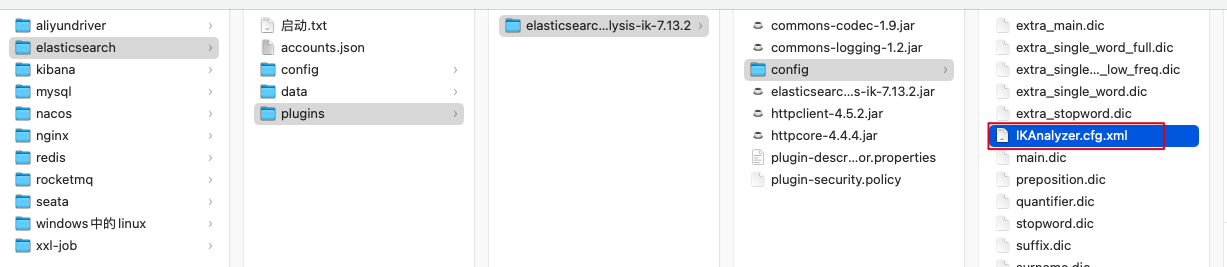 aliyundriver
elasticsearch
kibana
mysql
nacos
nginx
redis
rocketmq
seata
windows中的linux
xxl-job
启动.txt
accounts.json
config
data
plugins
elasticsearc...lysis-ik-7.13.2
commons-codec-1.9.jar
commons-logging-1.2.jar
config
elasticsearc...s-ik-7.13.2.jar
httpclient-4.5.2.jar
httpcore-4.4.4.jar
plugin-descr...or.properties
plugin-security.policy
extra_main.dic
extra_single_word_full.dic
extra_single..._low_freq.dic
extra_single_word.dic
extra_stopword.dic
IKAnalyzer.cfg.xml
main.dic
preposition.dic
quantifier.dic
stopword.dic
suffix.dic